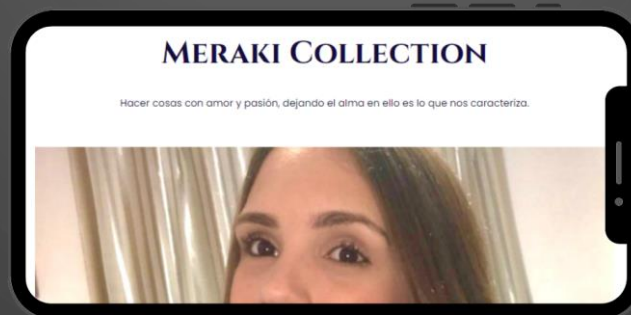 MERAKI COLLECTION
Hacer cosas con amor y pasión, dejando el alma en ello es lo que nos caracteriza.